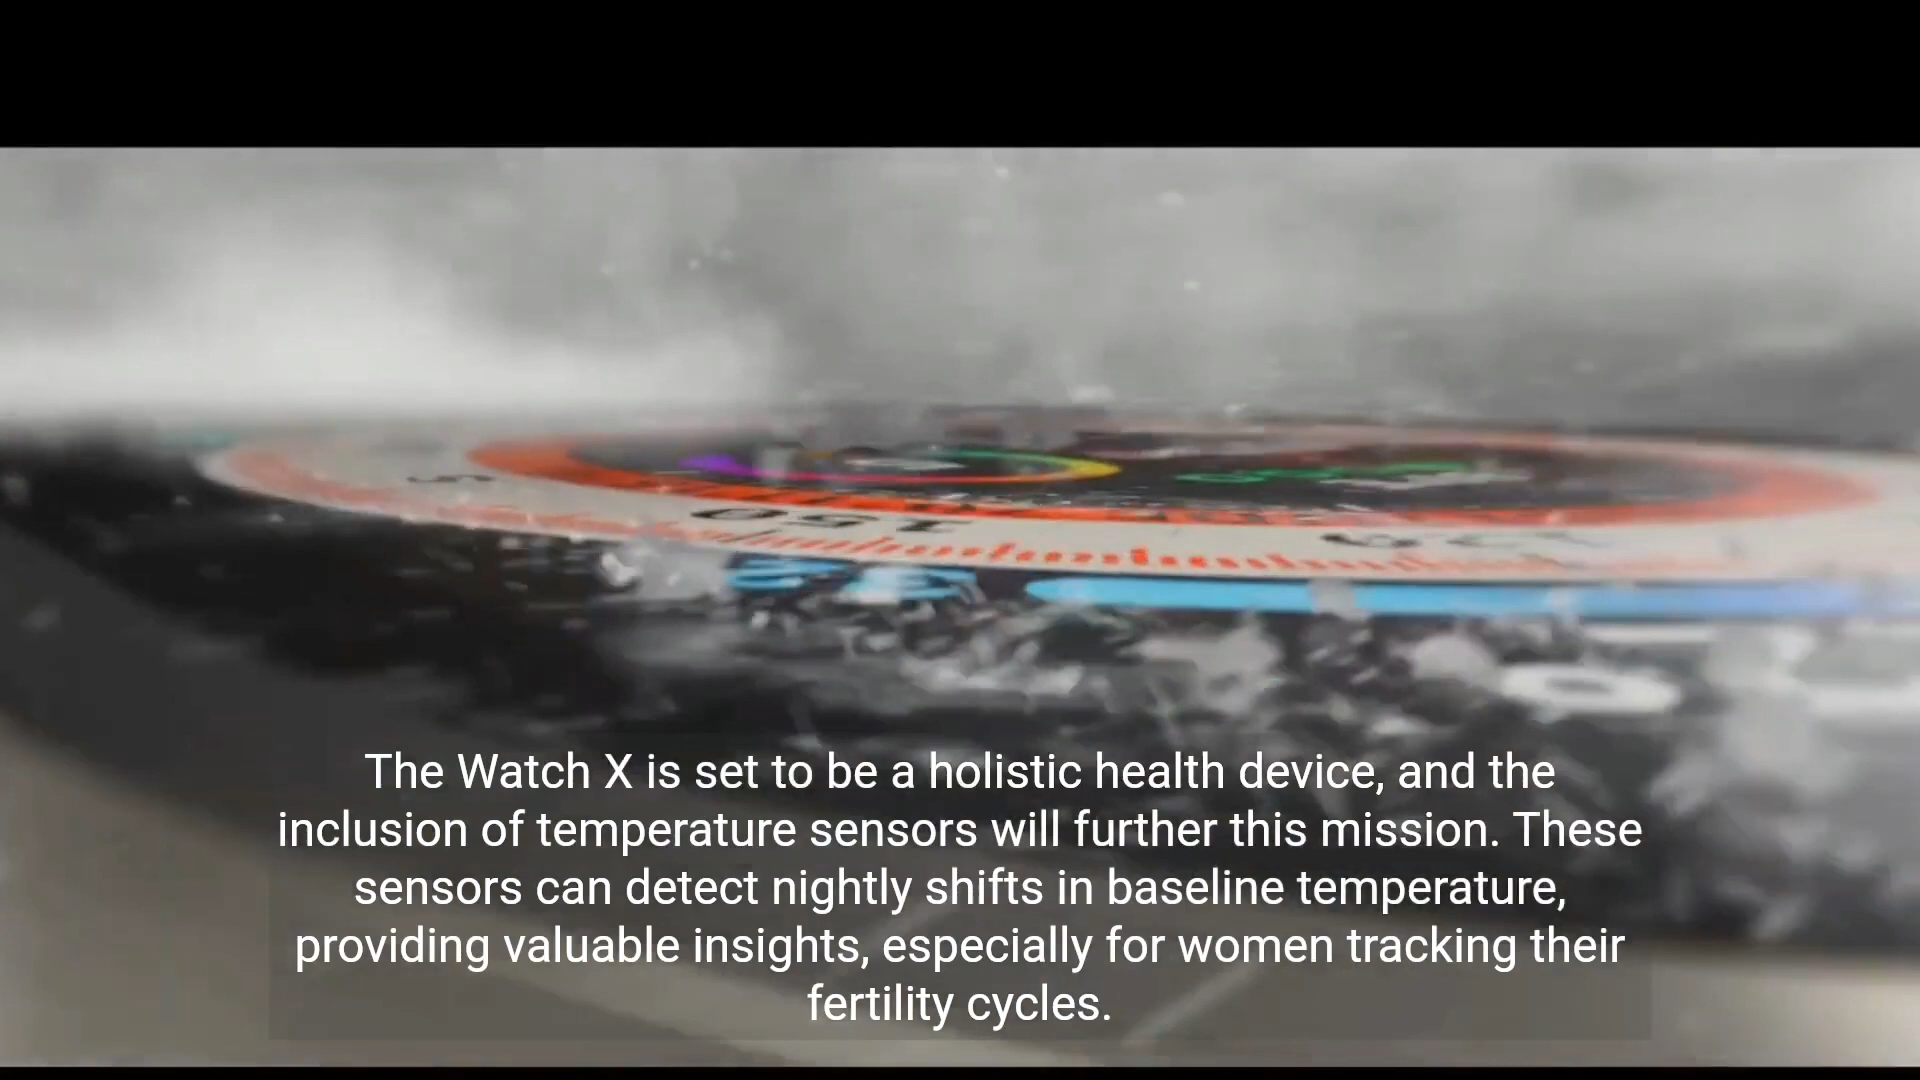 150
The Watch X is set to be a holistic health device, and the
inclusion of temperature sensors will further this mission. These
sensors can detect nightly shifts in baseline temperature,
providing valuable insights, especially for women tracking their
fertility cycles.